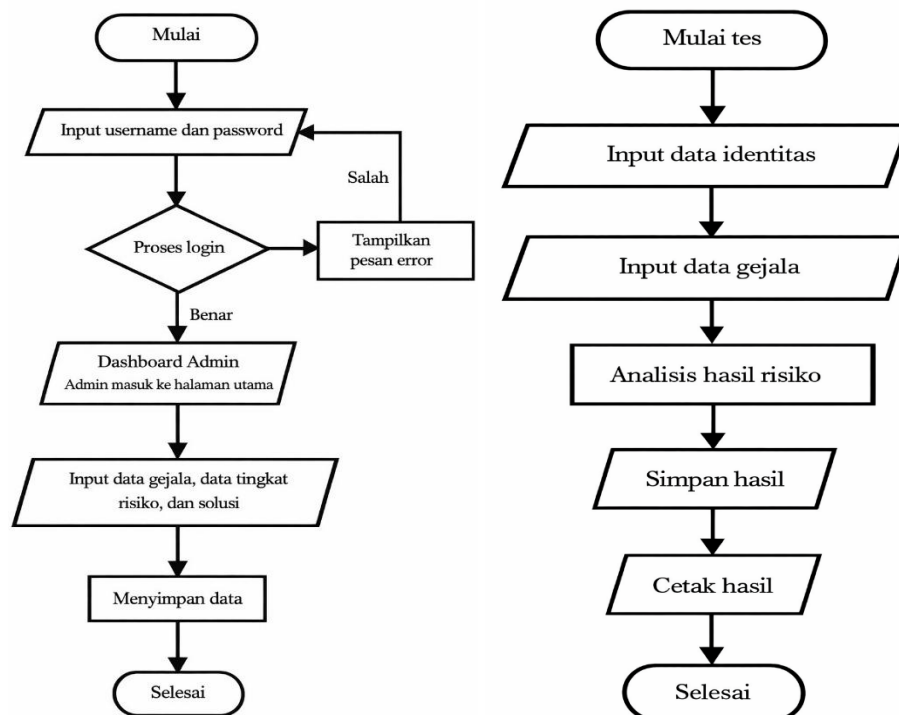 Mulai
Input username dan password
Salah
Proses login
Tampilkan
pesan error
Benar
Dashboard Admin
Admin masuk ke halaman utama
Input data gejala, data tingkat
risiko, dan solusi
Menyimpan data
Selesai
Mulai tes
Input data identitas
Input data gejala
Analisis hasil risiko
Simpan hasil
Cetak hasil
Selesai